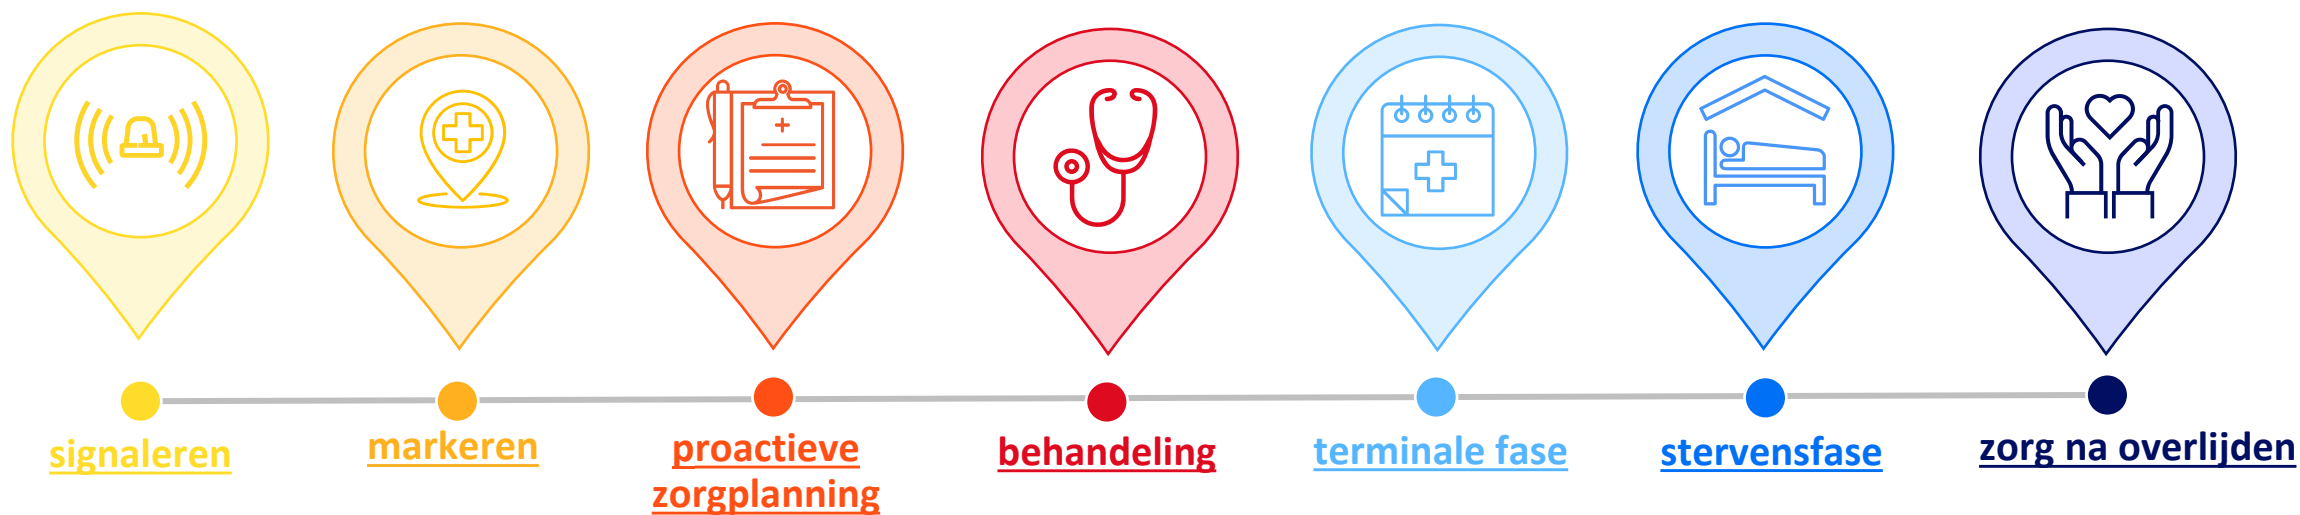 signaleren
markeren
proactieve
zorgplanning
behandeling
terminale fase
stervensfase
zorg na overlijden